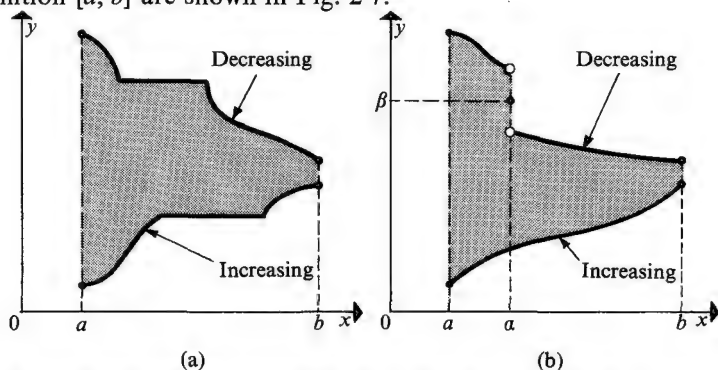 nition [a, b] are shown in Fig. 2-7.
y
Decreasing
Increasing
0
a
b
x
(a)
y
Decreasing
β
Increasing
0
a
α
b
x
(b)